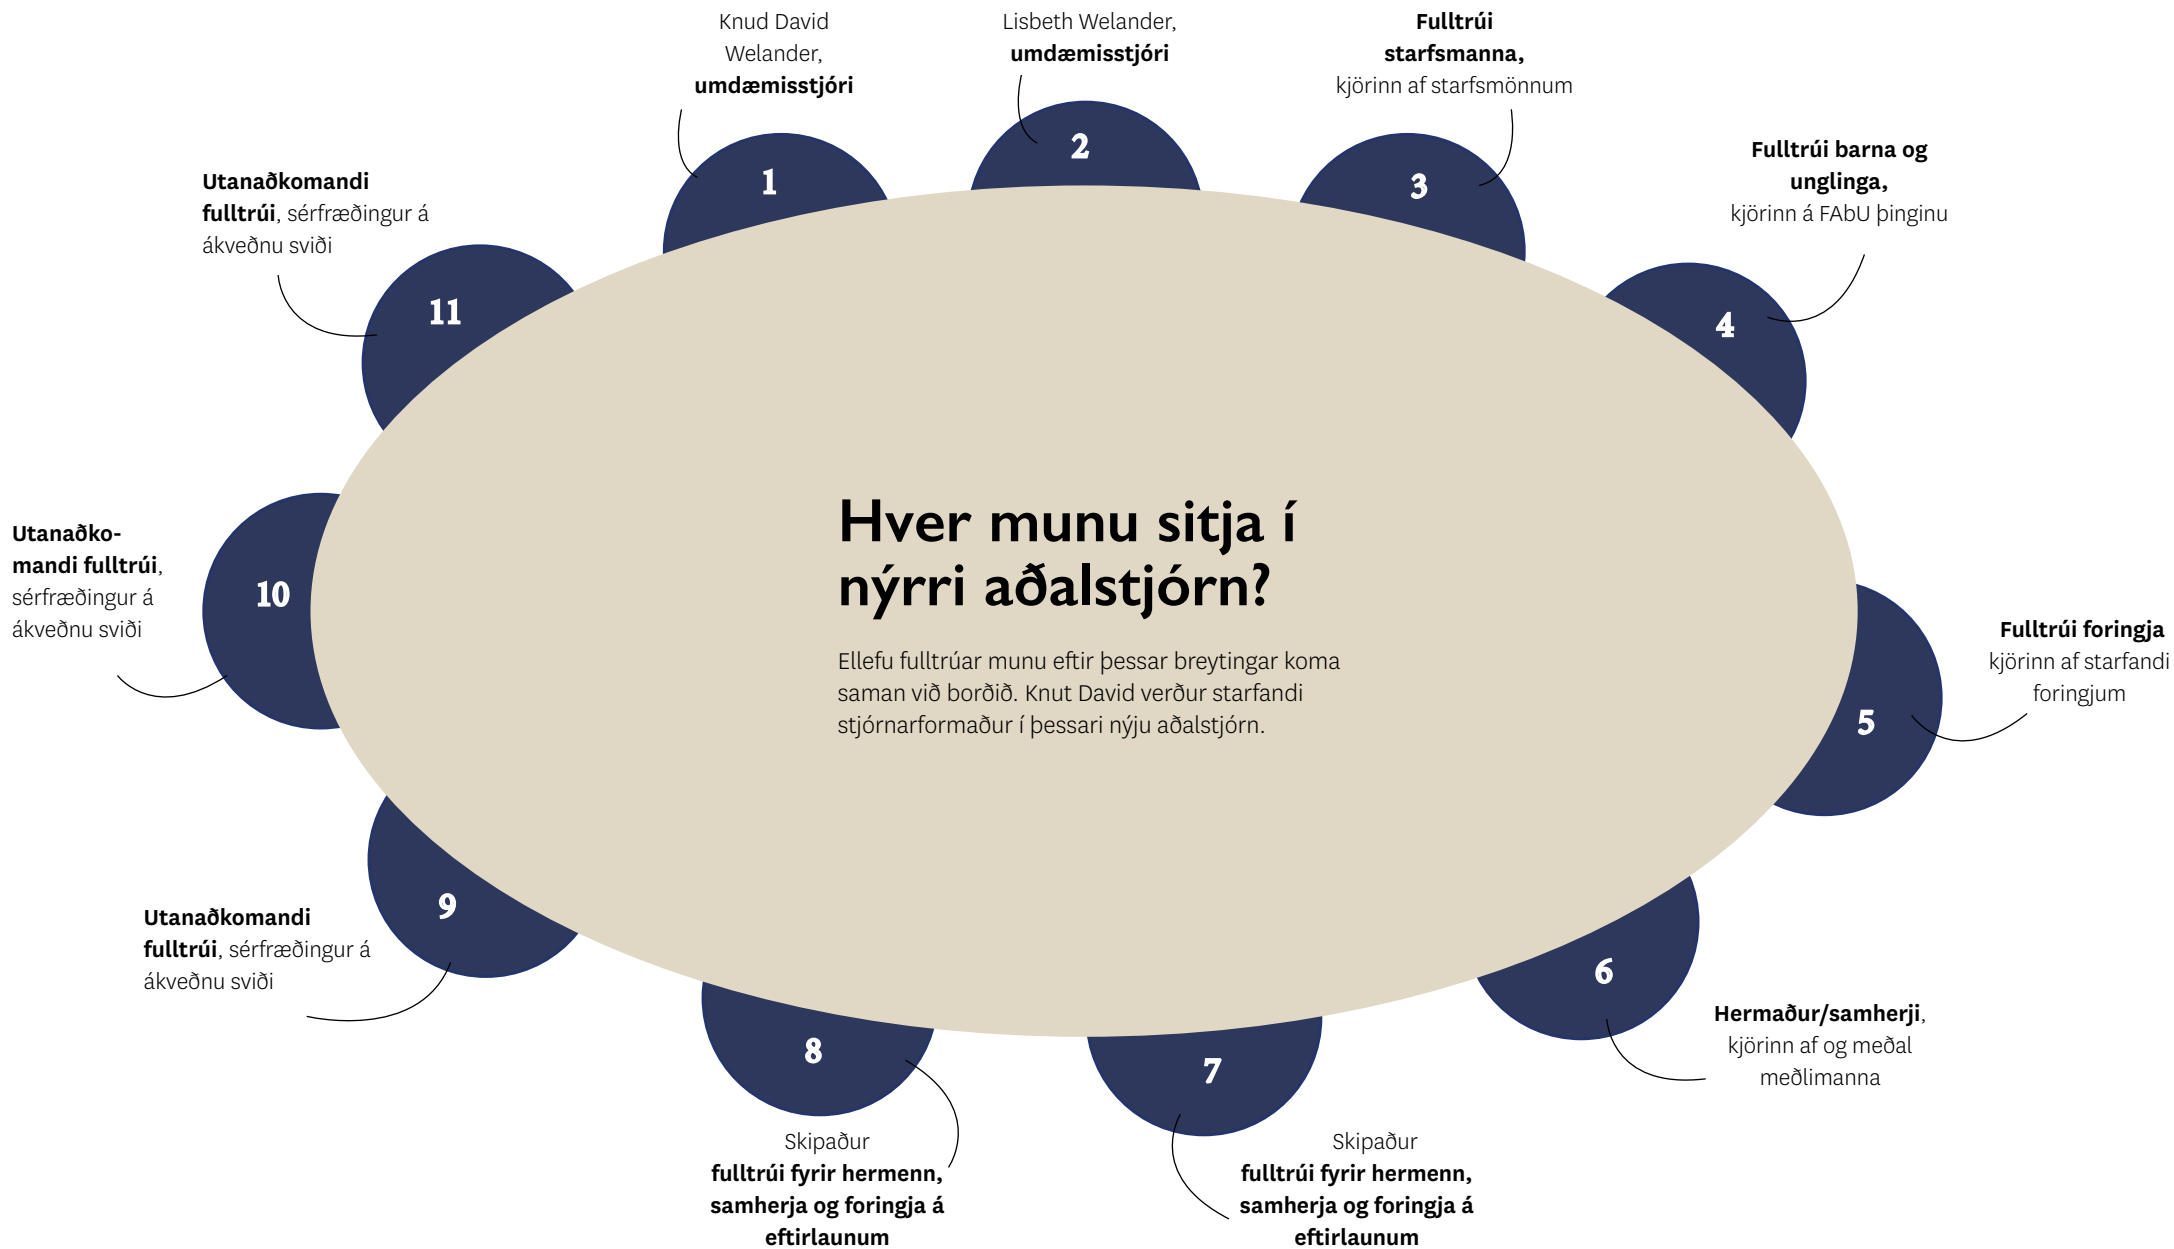 Knud David
Welander,
umdæmisstjóri
1
Lisbeth Welander,
umdæmisstjóri
2
Fulltrúi
starfsmanna,
kjörinn af starfsmönnum
3
Fulltrúi barna og
unglinga,
kjörinn á FAbU þinginu
4
Fulltrúi foringja
kjörinn af starfandi
foringjum
5
Hermaður/samherji,
kjörinn af og meðal
meðlimanna
6
7
Skipaður
fulltrúi fyrir hermenn,
samherja og foringja á
eftirlaunum
8
Skipaður
fulltrúi fyrir hermenn,
samherja og foringja á
eftirlaunum
9
Utanaðkomandi
fulltrúi, sérfræðingur á
ákveðnu sviði
10
Utanaðko-
mandi fulltrúi,
sérfræðingur á
ákveðnu sviði
11
Utanaðkomandi
fulltrúi, sérfræðingur á
ákveðnu sviði
Hver munu sitja í
nýrri aðalstjórn?
Ellefu fulltrúar munu eftir þessar breytingar koma
saman við borðið. Knut David verður starfandi
stjórnarformaður í þessari nýju aðalstjórn.